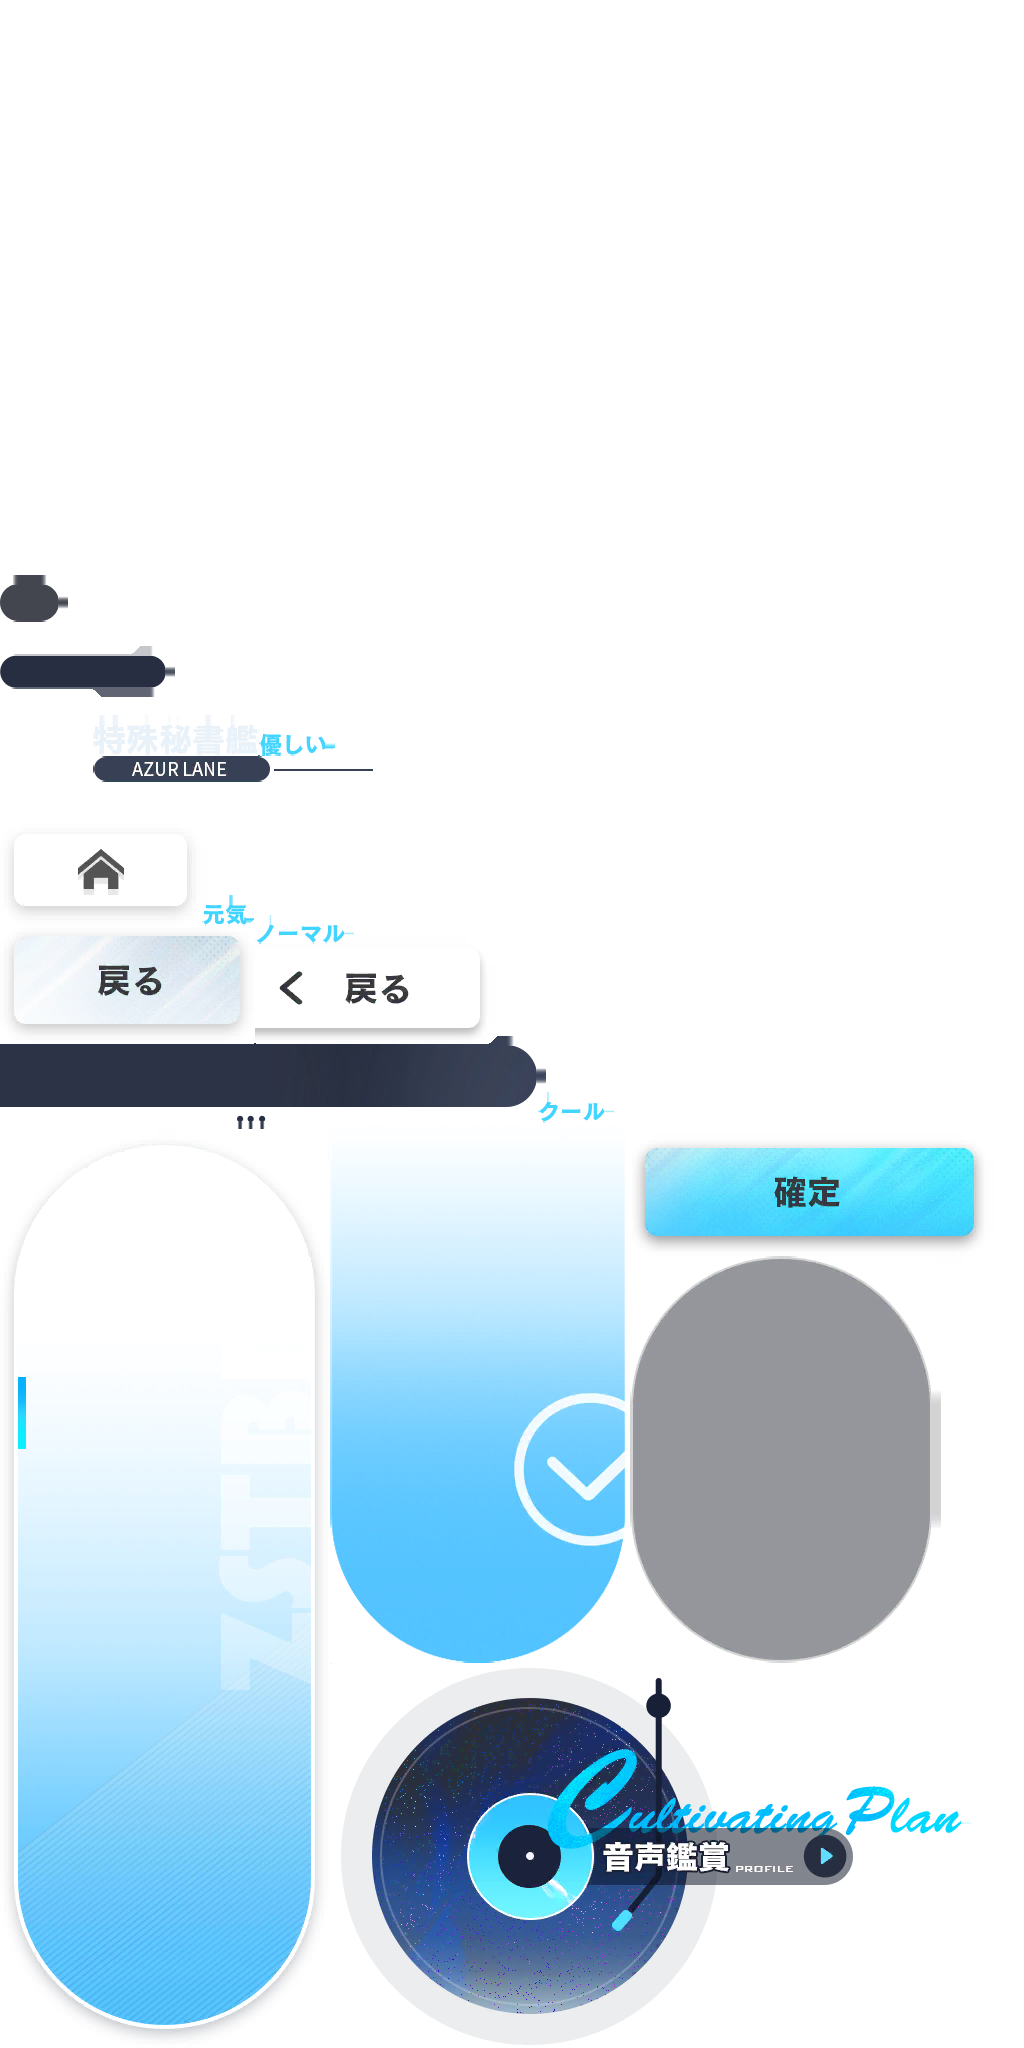 特殊秘書艦
優しい
AZUR LANE
元気
ノーマル
戻る
戻る
クール
確定
ZSTB
Cultivating Plan
音声鑑賞 PROFILE